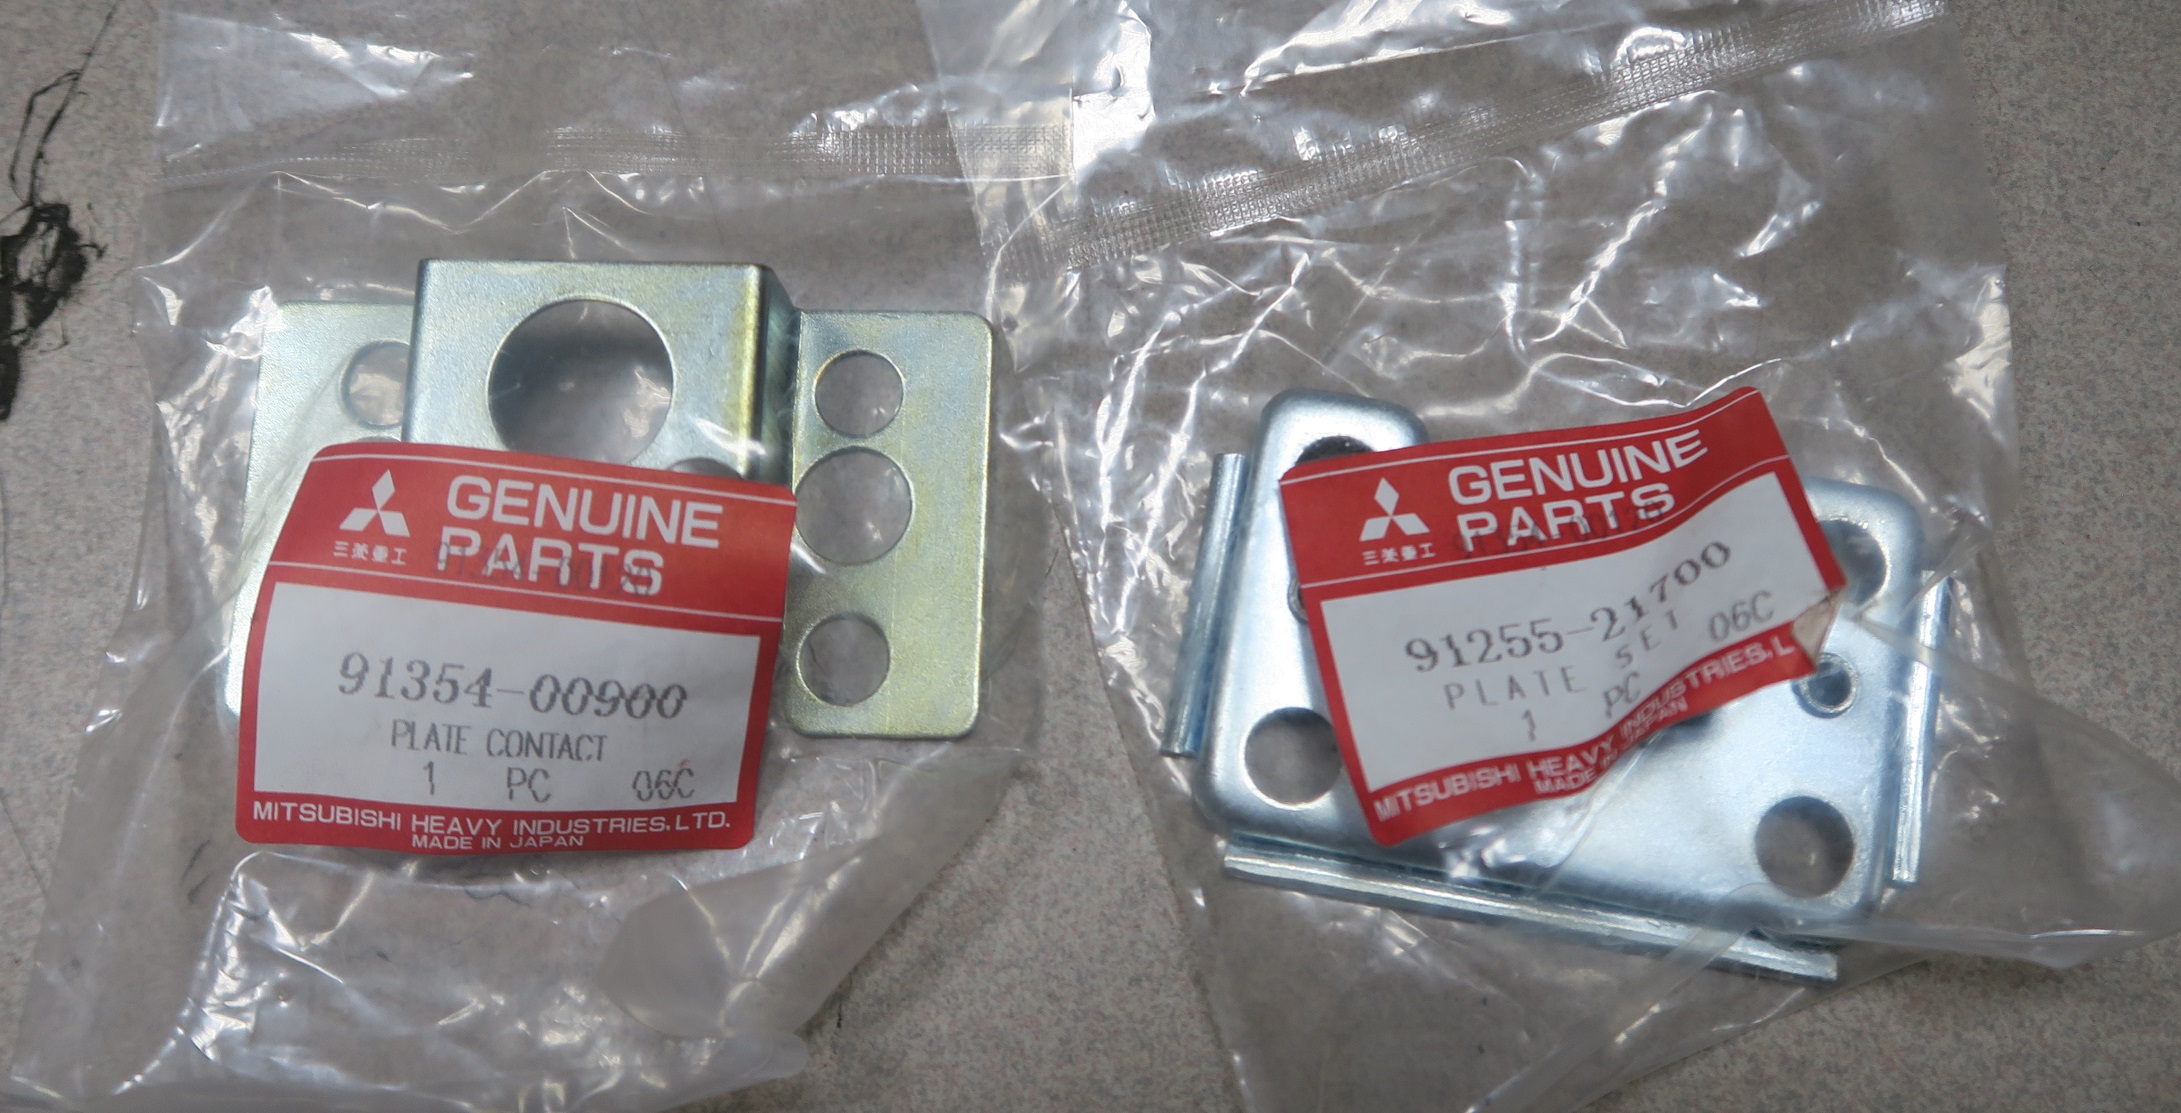 GENUINE
PARTS
三菱重工
91354-00900
PLATE CONTACT
1 PC 06C
MITSUBISHI HEAVY INDUSTRIES, LTD.
MADE IN JAPAN
GENUINE
PARTS
三菱重工
91255-21700
PLATE SET 06C
1 PC
MITSUBISHI HEAVY INDUSTRIES, L
MADE IN JAPAN